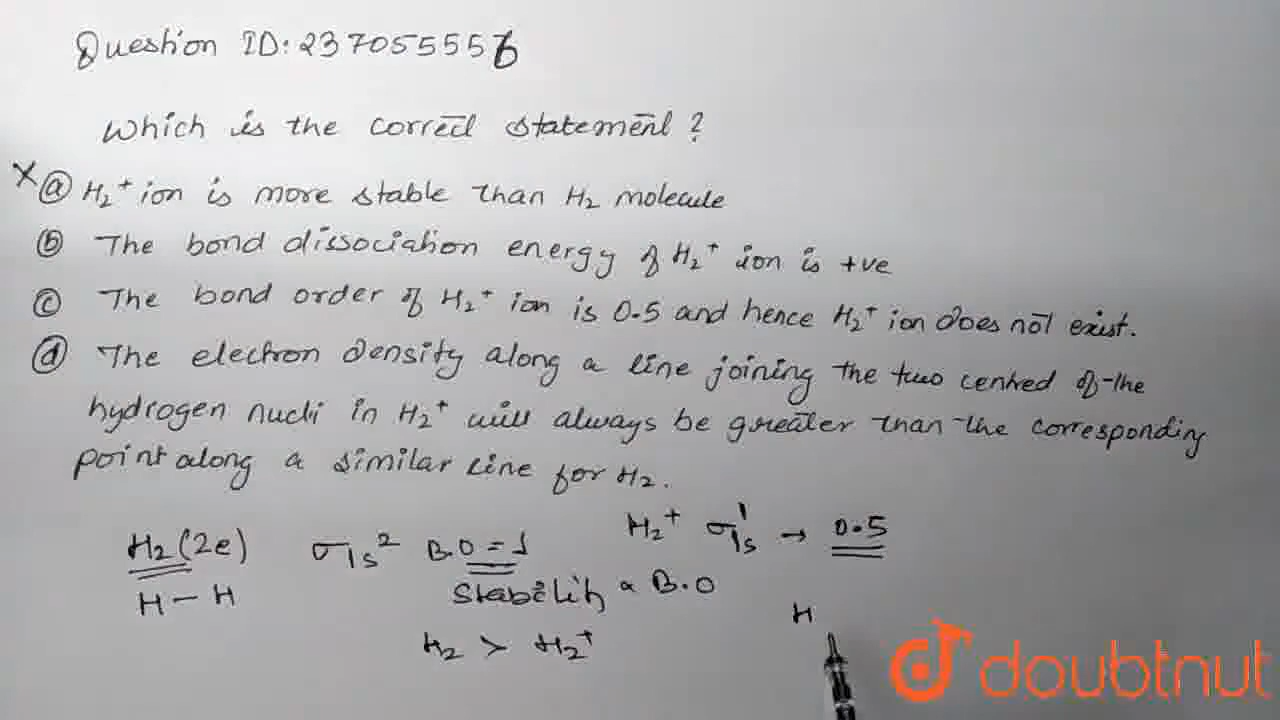 Question ID: 2370555576
which is the correct statement?
x ⓐ H₂⁺ ion is more stable than H₂ molecule
ⓑ The bond dissociation energy of H₂⁺ ion is +ve
ⓒ The bond order of H₂⁺ ion is 0.5 and hence H₂⁺ ion does not exist.
ⓓ The electron density along a line joining the two centred of the
hydrogen nucli in H₂⁺ will always be greater than the corresponding
point along a similar line for H₂.
H₂⁺ σ1s¹ → 0.5
H₂(2e) σ1s² B.O = 1
H - H Stability ∝ B.O
H
H₂ > H₂⁺
doubtnut